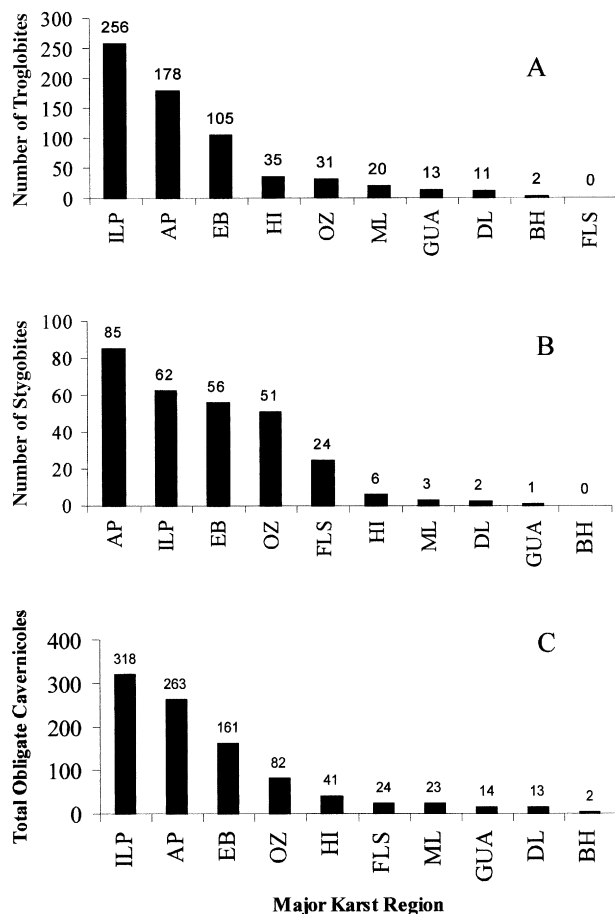 A
Number of Troglobites
300
250
200
150
100
50
0
256 178 105 35 31 20 13 11 2 0
ILP AP EB HI OZ ML GUA DL BH FLS
B
Number of Stygobites
100
80
60
40
20
0
85 62 56 51 24 6 3 2 1 0
AP ILP EB OZ FLS HI ML DL GUA BH
C
Total Obligate Cavernicoles
400
300
200
100
0
318 263 161 82 41 24 23 14 13 2
ILP AP EB OZ HI FLS ML GUA DL BH
Major Karst Region